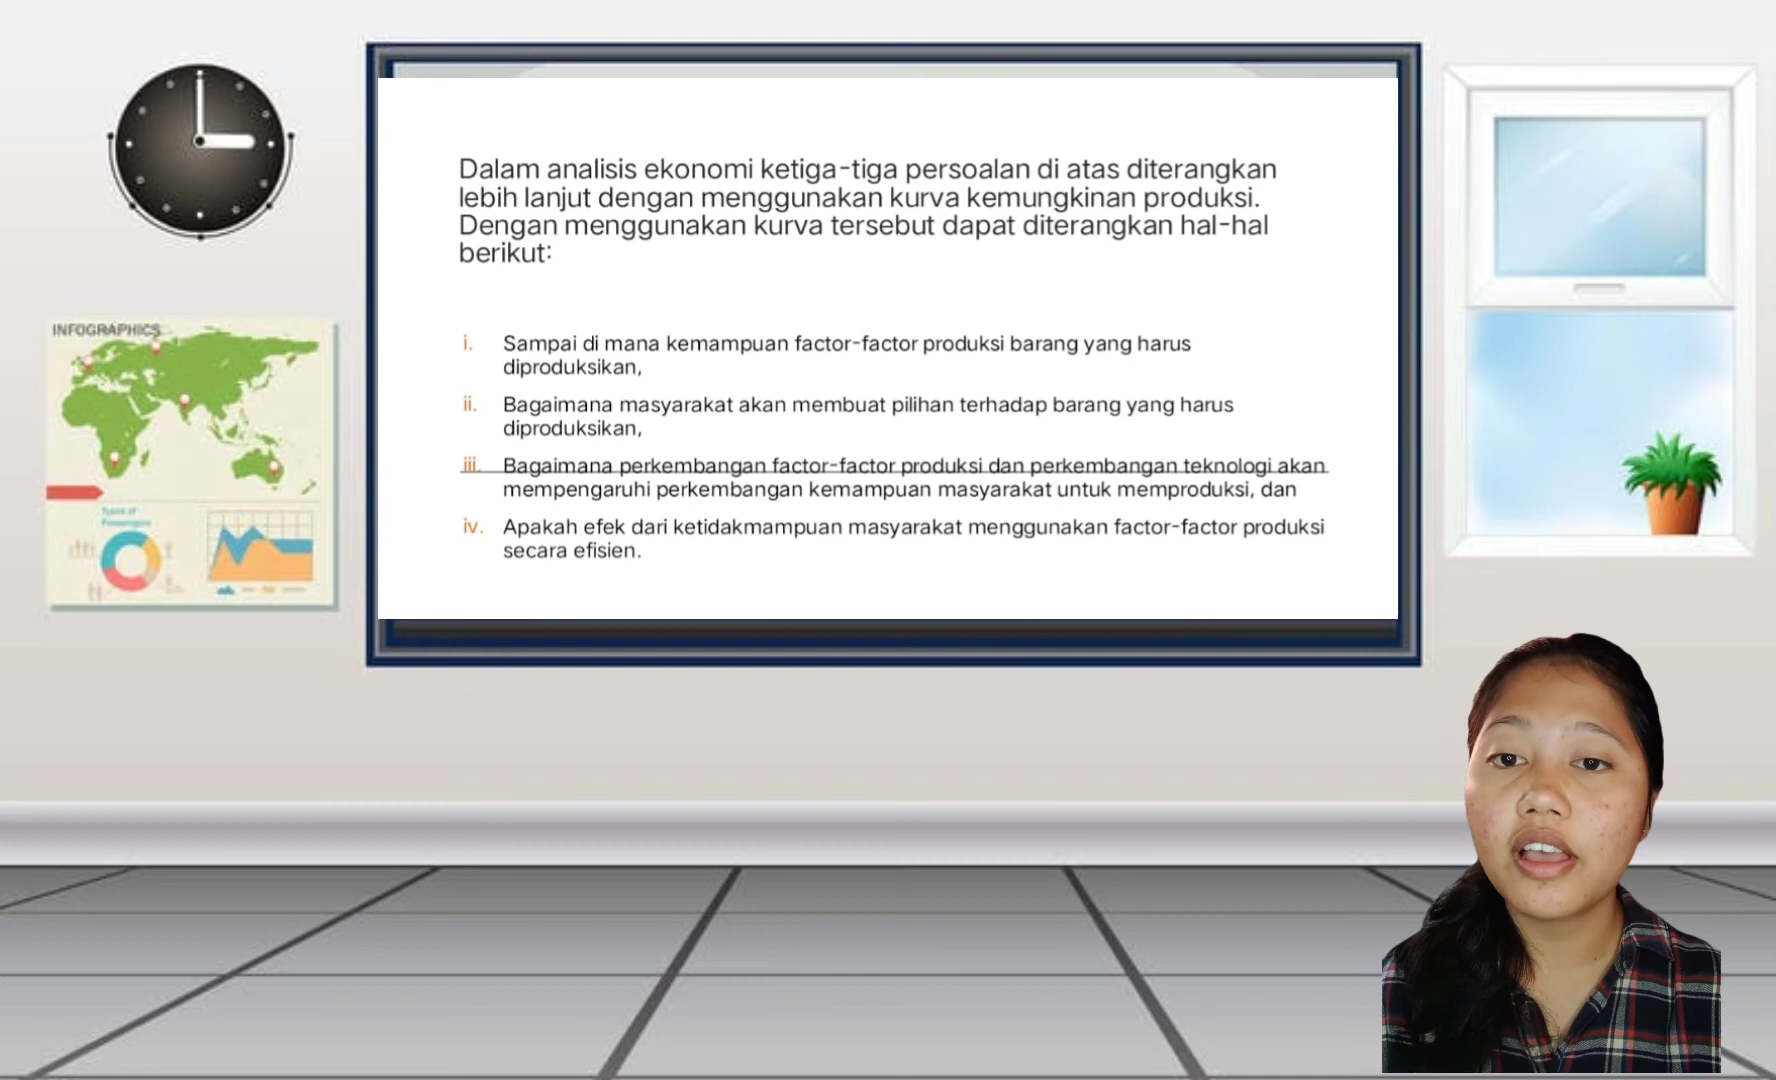 Dalam analisis ekonomi ketiga-tiga persoalan di atas diterangkan
lebih lanjut dengan menggunakan kurva kemungkinan produksi.
Dengan menggunakan kurva tersebut dapat diterangkan hal-hal
berikut:
i. Sampai di mana kemampuan factor-factor produksi barang yang harus
diproduksikan,
ii. Bagaimana masyarakat akan membuat pilihan terhadap barang yang harus
diproduksikan,
iii. Bagaimana perkembangan factor-factor produksi dan perkembangan teknologi akan
mempengaruhi perkembangan kemampuan masyarakat untuk memproduksi, dan
iv. Apakah efek dari ketidakmampuan masyarakat menggunakan factor-factor produksi
secara efisien.
INFOGRAPHICS
Types of